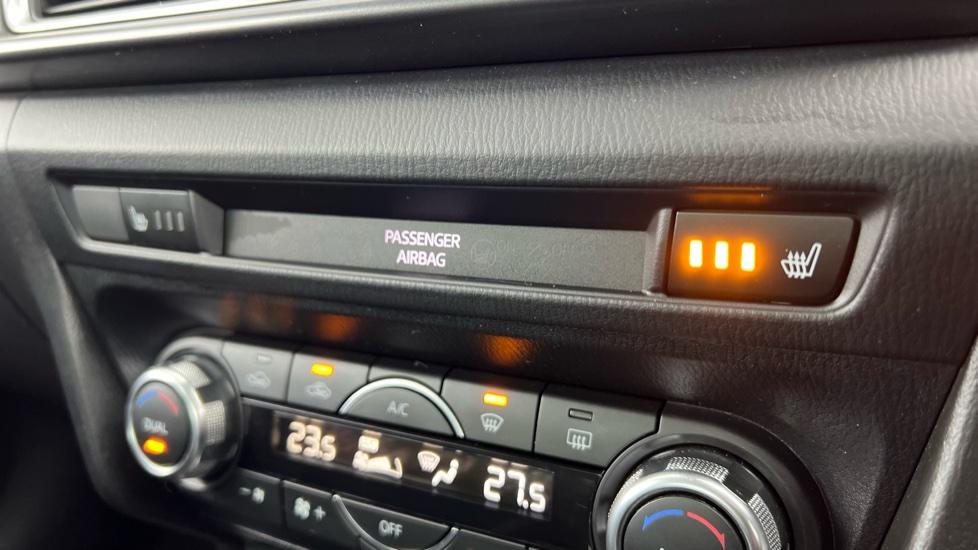 PASSENGER
AIRBAG
A/C
DUAL
23.5
27.5
OFF